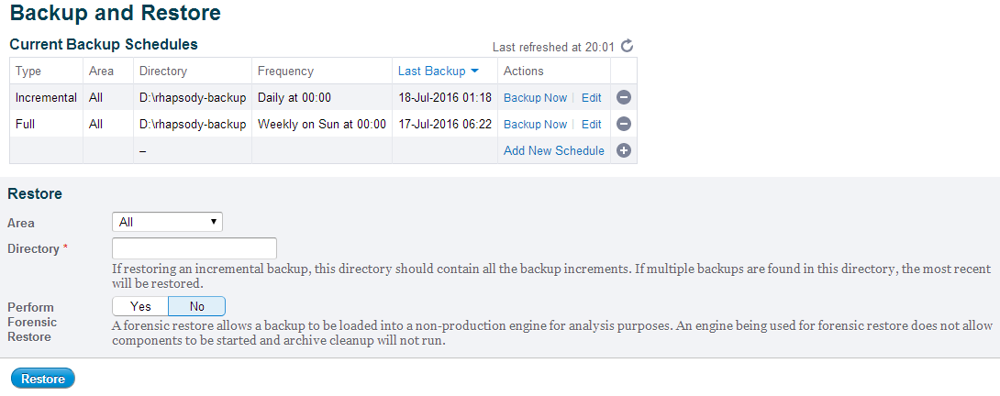 Backup and Restore
Current Backup Schedules
Last refreshed at 20:01
Type Area Directory Frequency Last Backup Actions
Incremental All D:\rhapsody-backup Daily at 00:00 18-Jul-2016 01:18 Backup Now | Edit
Full All D:\rhapsody-backup Weekly on Sun at 00:00 17-Jul-2016 06:22 Backup Now | Edit
– Add New Schedule
Restore
Area All
Directory *
If restoring an incremental backup, this directory should contain all the backup increments. If multiple backups are found in this directory, the most recent
will be restored.
Perform Forensic Restore Yes No
A forensic restore allows a backup to be loaded into a non-production engine for analysis purposes. An engine being used for forensic restore does not allow
components to be started and archive cleanup will not run.
Restore